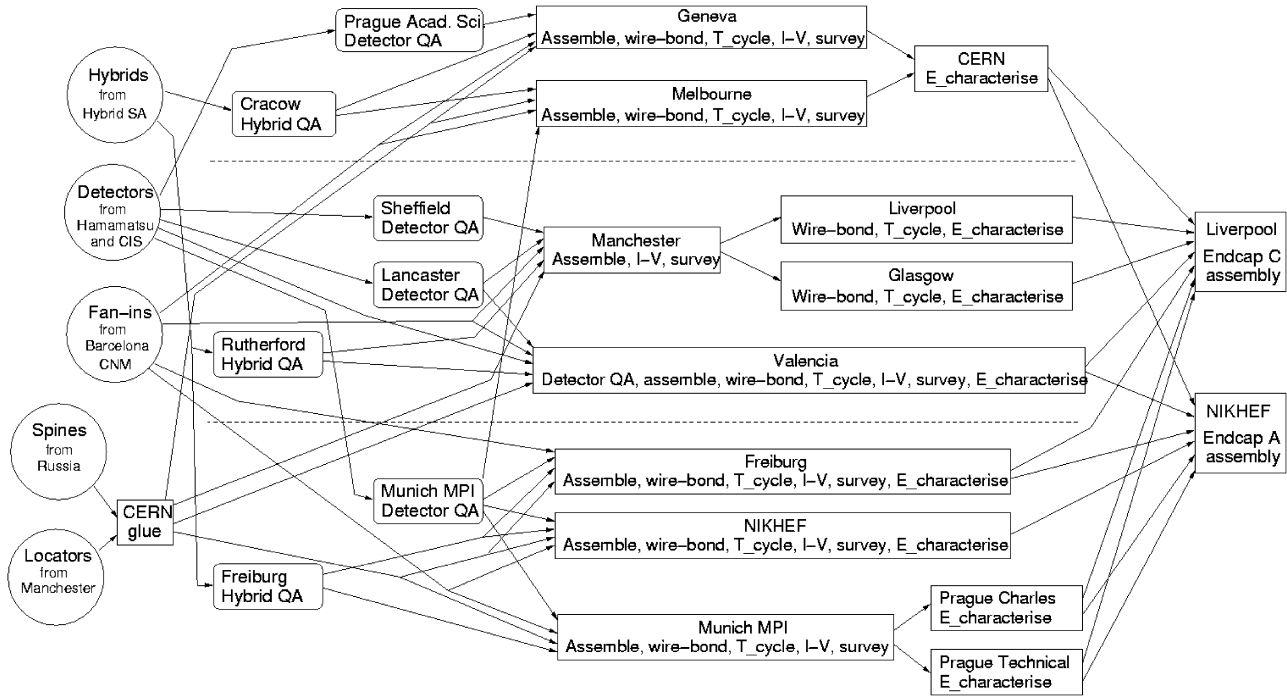 Prague Acad. Sci.
Detector QA
Geneva
Assemble, wire-bond, T_cycle, I-V, survey
CERN
E_characterise
Hybrids
from
Hybrid SA
Cracow
Hybrid QA
Melbourne
Assemble, wire-bond, T_cycle, I-V, survey
Detectors
from
Hamamatsu
and CIS
Sheffield
Detector QA
Manchester
Assemble, I-V, survey
Liverpool
Wire-bond, T_cycle, E_characterise
Liverpool
Endcap C
assembly
Lancaster
Detector QA
Glasgow
Wire-bond, T_cycle, E_characterise
Fan-ins
from
Barcelona
CNM
Rutherford
Hybrid QA
Valencia
Detector QA, assemble, wire-bond, T_cycle, I-V, survey, E_characterise
NIKHEF
Endcap A
assembly
Spines
from
Russia
Freiburg
Assemble, wire-bond, T_cycle, I-V, survey, E_characterise
Munich MPI
Detector QA
CERN
glue
NIKHEF
Assemble, wire-bond, T_cycle, I-V, survey, E_characterise
Locators
from
Manchester
Freiburg
Hybrid QA
Munich MPI
Assemble, wire-bond, T_cycle, I-V, survey
Prague Charles
E_characterise
Prague Technical
E_characterise